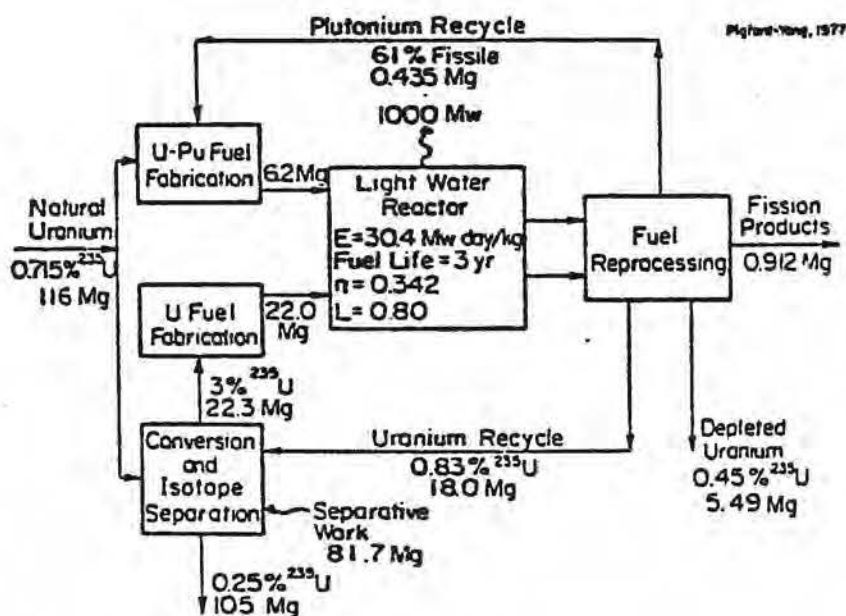 Plutonium Recycle
61% Fissile
0.435 Mg
Pigford-Yang, 1977
1000 Mw
U-Pu Fuel
Fabrication
6.2Mg
Light Water
Reactor
E=30.4 Mw day/kg
Fuel Life = 3 yr
n = 0.342
L = 0.80
Fuel
Reprocessing
Fission
Products
0.912 Mg
Natural
Uranium
0.715% ²³⁵U
116 Mg
U Fuel
Fabrication
22.0
Mg
3% ²³⁵U
22.3 Mg
Conversion
and
Isotope
Separation
Uranium Recycle
0.83% ²³⁵U
18.0 Mg
Depleted
Uranium
0.45% ²³⁵U
5.49 Mg
Separative
Work
81.7 Mg
0.25% ²³⁵U
105 Mg